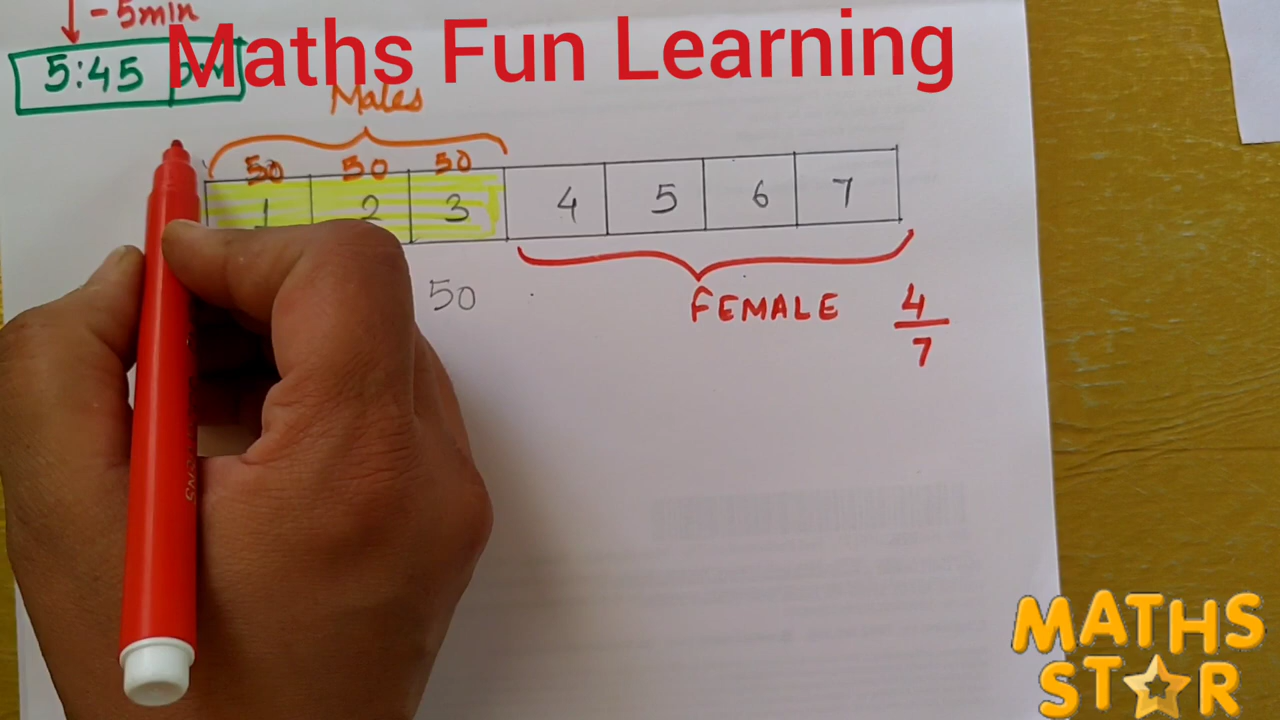 - 5min
5:45
Maths Fun Learning
Males
50 50 50
1 2 3 4 5 6 7
50
FEMALE
4
7
MATHS
STAR